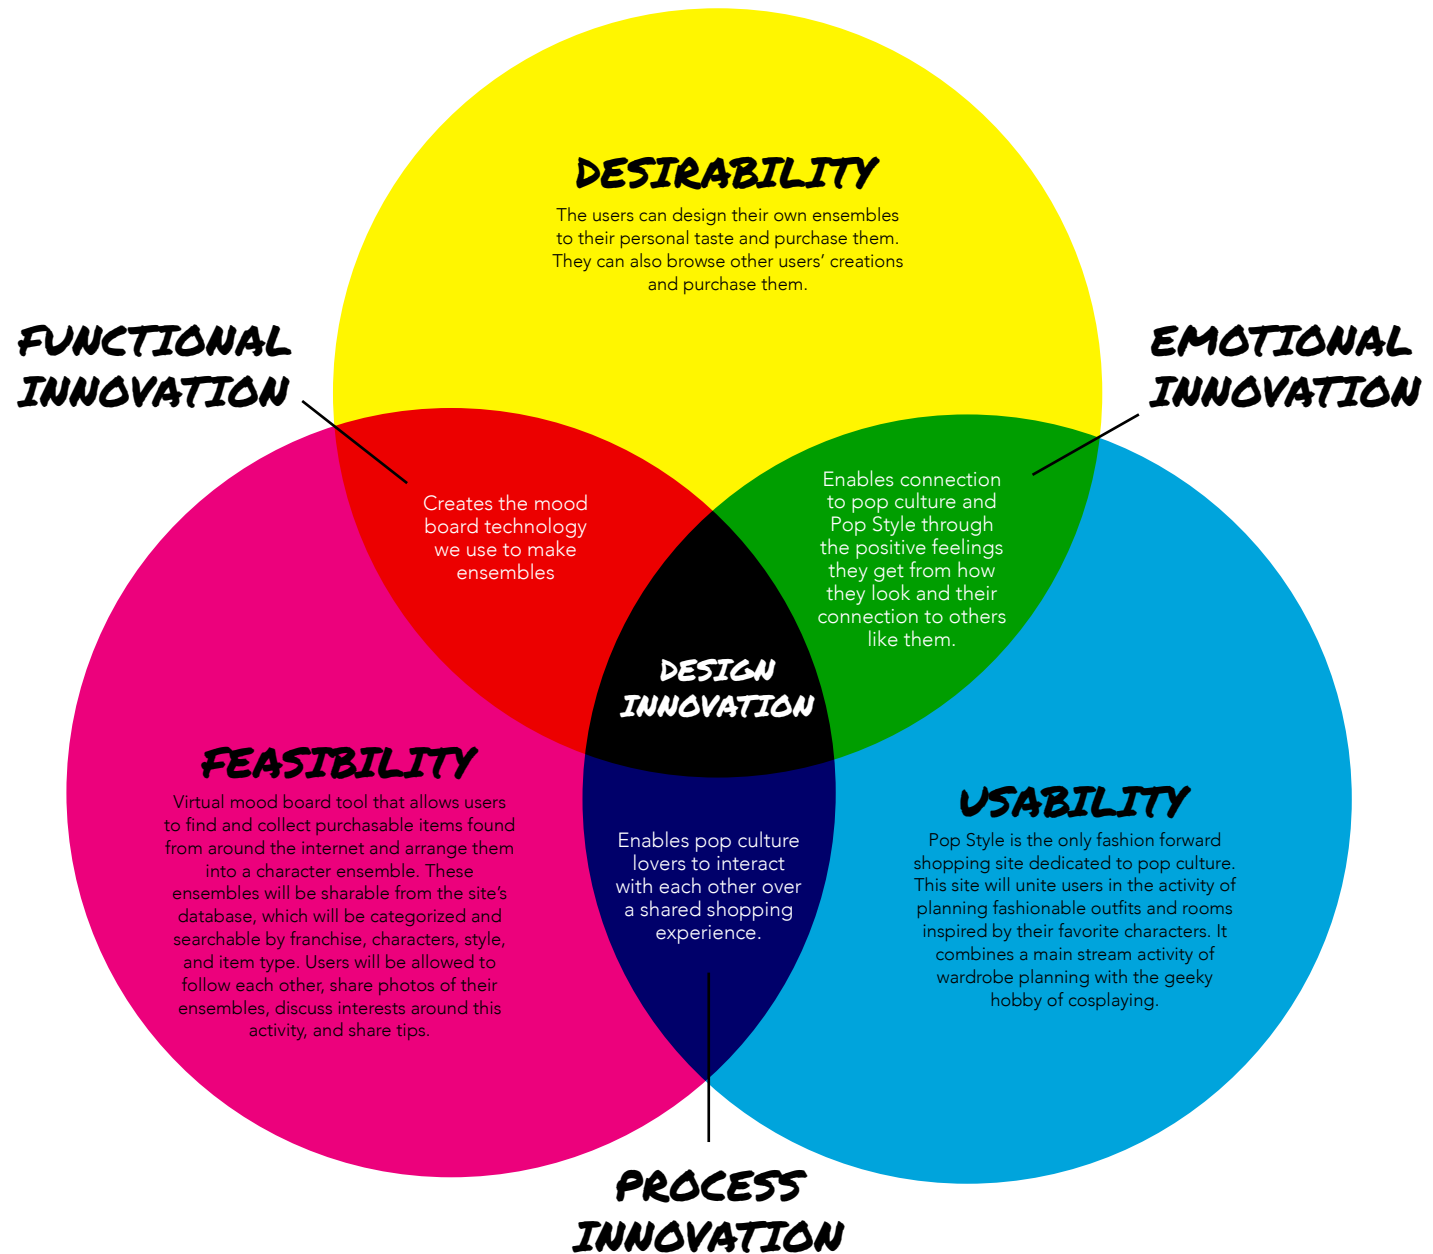 DESIRABILITY
The users can design their own ensembles
to their personal taste and purchase them.
They can also browse other users’ creations
and purchase them.
FUNCTIONAL
INNOVATION
EMOTIONAL
INNOVATION
Creates the mood
board technology
we use to make
ensembles
Enables connection
to pop culture and
Pop Style through
the positive feelings
they get from how
they look and their
connection to others
like them.
DESIGN
INNOVATION
FEASIBILITY
Virtual mood board tool that allows users
to find and collect purchasable items found
from around the internet and arrange them
into a character ensemble. These
ensembles will be sharable from the site’s
database, which will be categorized and
searchable by franchise, characters, style,
and item type. Users will be allowed to
follow each other, share photos of their
ensembles, discuss interests around this
activity, and share tips.
Enables pop culture
lovers to interact
with each other over
a shared shopping
experience.
USABILITY
Pop Style is the only fashion forward
shopping site dedicated to pop culture.
This site will unite users in the activity of
planning fashionable outfits and rooms
inspired by their favorite characters. It
combines a main stream activity of
wardrobe planning with the geeky
hobby of cosplaying.
PROCESS
INNOVATION